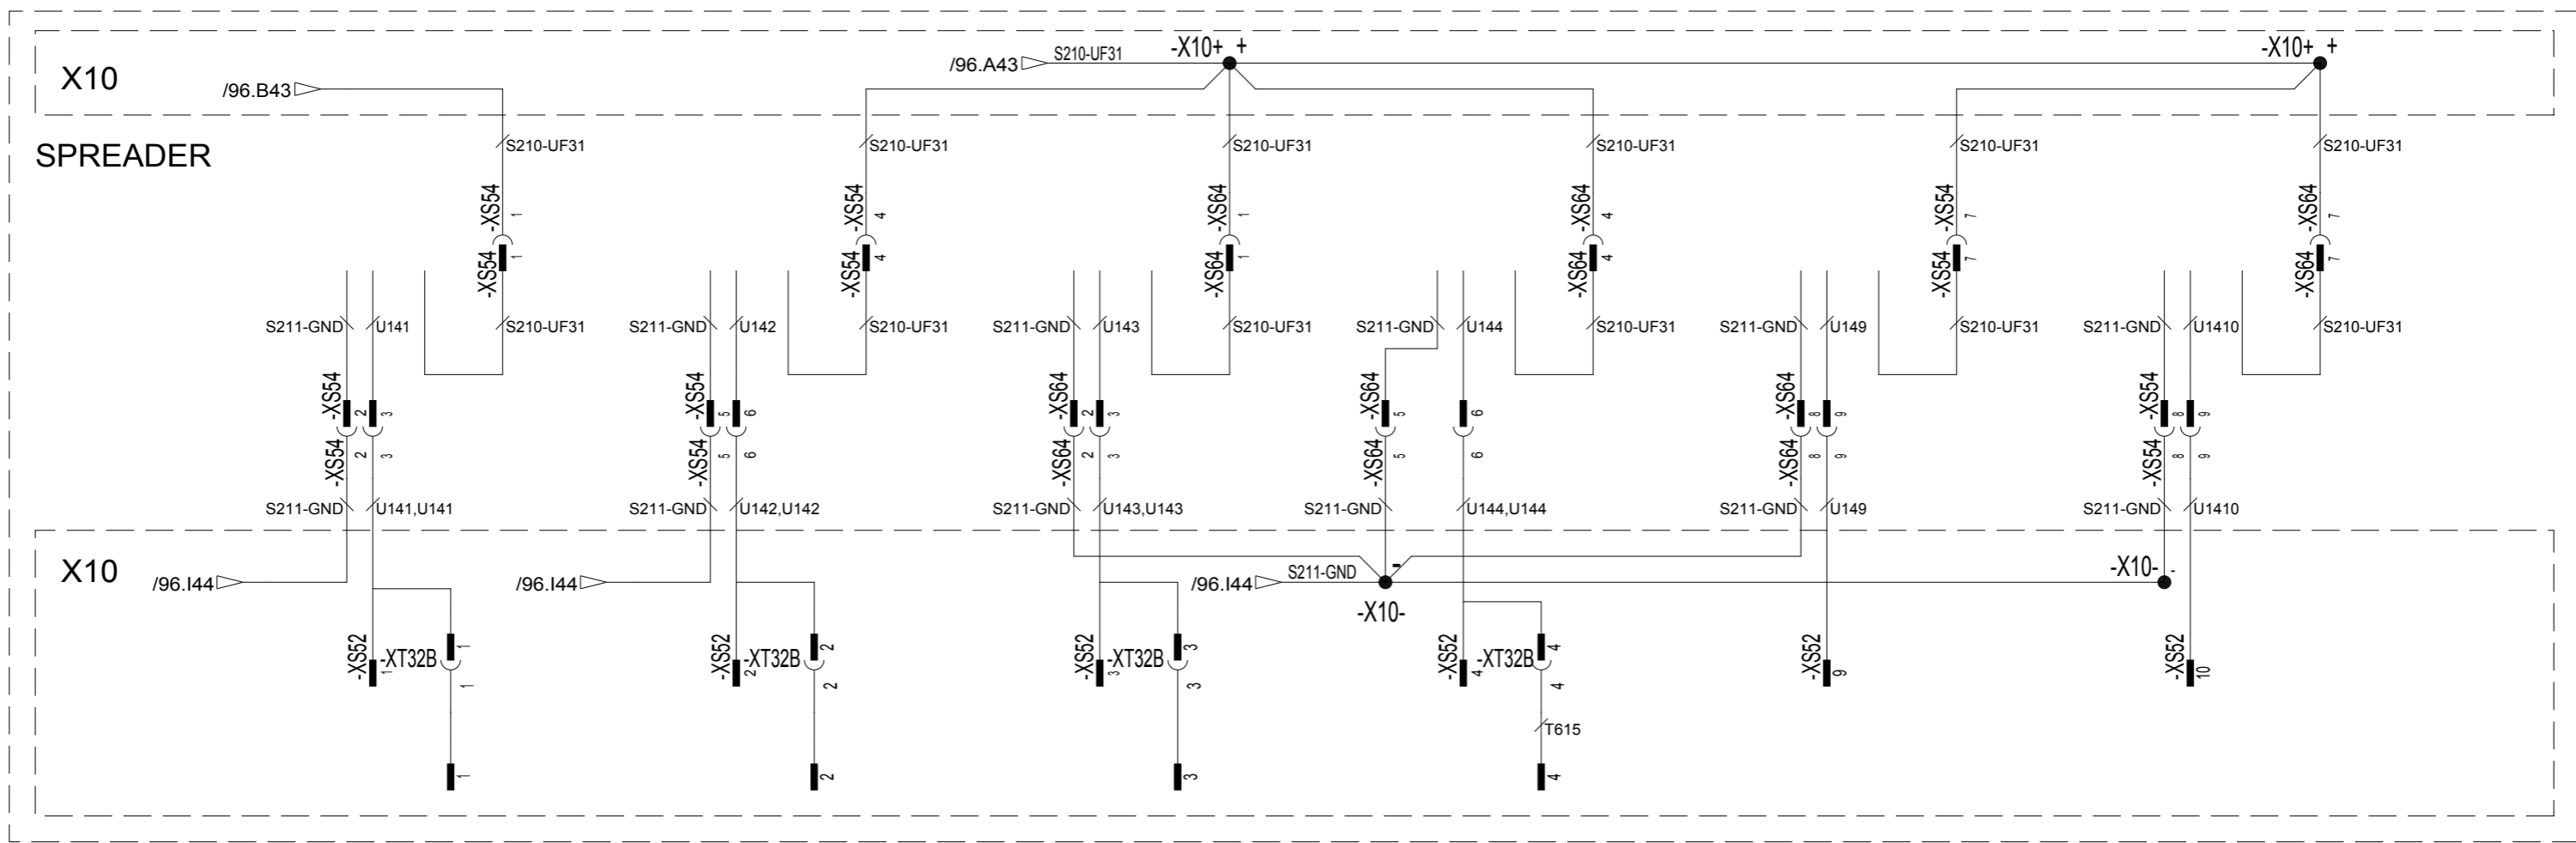 -X10+ +
-X10+ +
/96.A43
S210-UF31
X10
/96.B43
SPREADER
S210-UF31
S210-UF31
S210-UF31
S210-UF31
S210-UF31
S210-UF31
-XS54 1
-XS54 4
-XS64 1
-XS64 4
-XS54 7
-XS64 7
-XS54 1
-XS54 4
-XS64 1
-XS64 4
-XS54 7
-XS64 7
S211-GND U141 S210-UF31
S211-GND U142 S210-UF31
S211-GND U143 S210-UF31
S211-GND U144 S210-UF31
S211-GND U149 S210-UF31
S211-GND U1410 S210-UF31
-XS54 2 3
-XS54 5 6
-XS64 2 3
-XS64 5 6
-XS64 8 9
-XS54 8 9
-XS54 2 3
-XS54 5 6
-XS64 2 3
-XS64 5 6
-XS64 8 9
-XS54 8 9
S211-GND U141,U141
S211-GND U142,U142
S211-GND U143,U143
S211-GND U144,U144
S211-GND U149
S211-GND U1410
X10
/96.I44
/96.I44
/96.I44
S211-GND
-
-X10-
-X10- -
-XS52 1 -XT32B 1
-XS52 2 -XT32B 2
-XS52 3 -XT32B 3
-XS52 4 -XT32B 4
-XS52 9
-XS52 10
1
2
3
4
T615
1
2
3
4